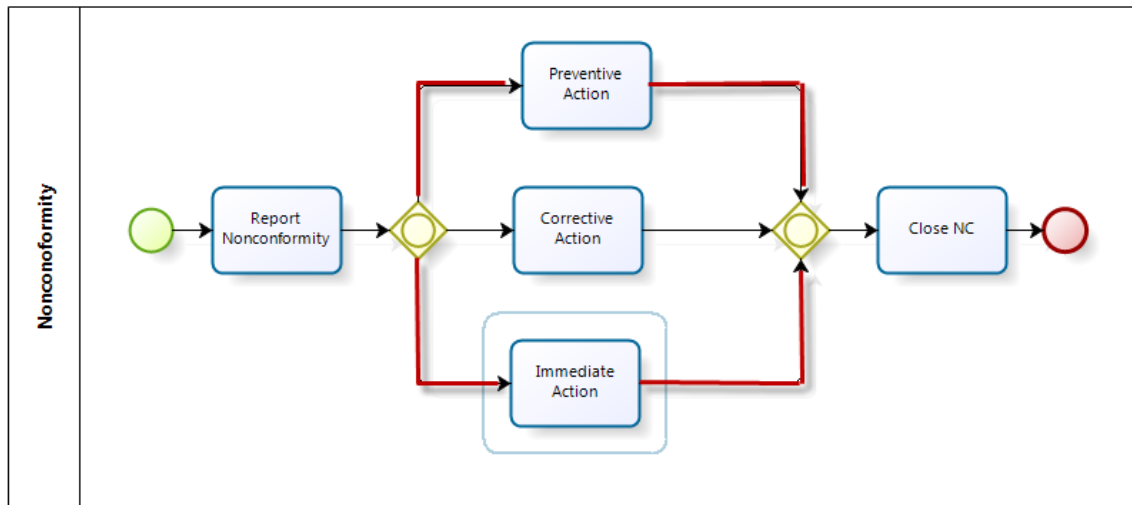 Nonconoformity
Report
Nonconformity
Preventive
Action
Corrective
Action
Immediate
Action
Close NC